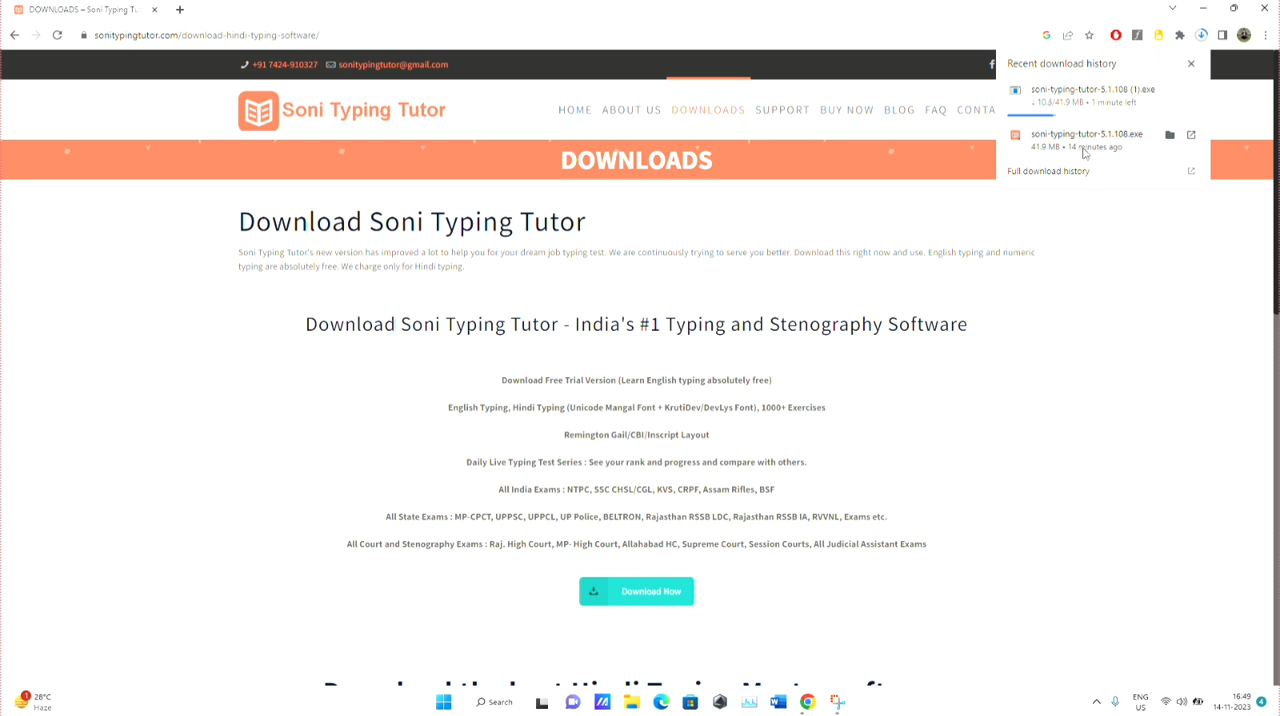 DOWNLOADS – Soni Typing Tu
sonitypingtutor.com/download-hindi-typing-software/
+91 7424-910327 sonitypingtutor@gmail.com
Soni Typing Tutor
HOME ABOUT US DOWNLOADS SUPPORT BUY NOW BLOG FAQ CONTA
Recent download history
soni-typing-tutor-5.1.108 (1).exe
↓ 10.8/41.9 MB • 1 minute left
soni-typing-tutor-5.1.108.exe
41.9 MB • 14 minutes ago
Full download history
DOWNLOADS
Download Soni Typing Tutor
Soni Typing Tutor's new version has improved a lot to help you for your dream job typing test. We are continuously trying to serve you better. Download this right now and use. English typing and numeric
typing are absolutely free. We charge only for Hindi typing.
Download Soni Typing Tutor - India's #1 Typing and Stenography Software
Download Free Trial Version (Learn English typing absolutely free)
English Typing, Hindi Typing (Unicode Mangal Font + KrutiDev/DevLys Font), 1000+ Exercises
Remington Gail/CBI/Inscript Layout
Daily Live Typing Test Series : See your rank and progress and compare with others.
All India Exams : NTPC, SSC CHSL/CGL, KVS, CRPF, Assam Rifles, BSF
All State Exams : MP-CPCT, UPPSC, UPPCL, UP Police, BELTRON, Rajasthan RSSB LDC, Rajasthan RSSB IA, RVVNL, Exams etc.
All Court and Stenography Exams : Raj. High Court, MP- High Court, Allahabad HC, Supreme Court, Session Courts, All Judicial Assistant Exams
Download Now
1 28°C
Haze
Search
ENG
US
16:49
14-11-2023
4